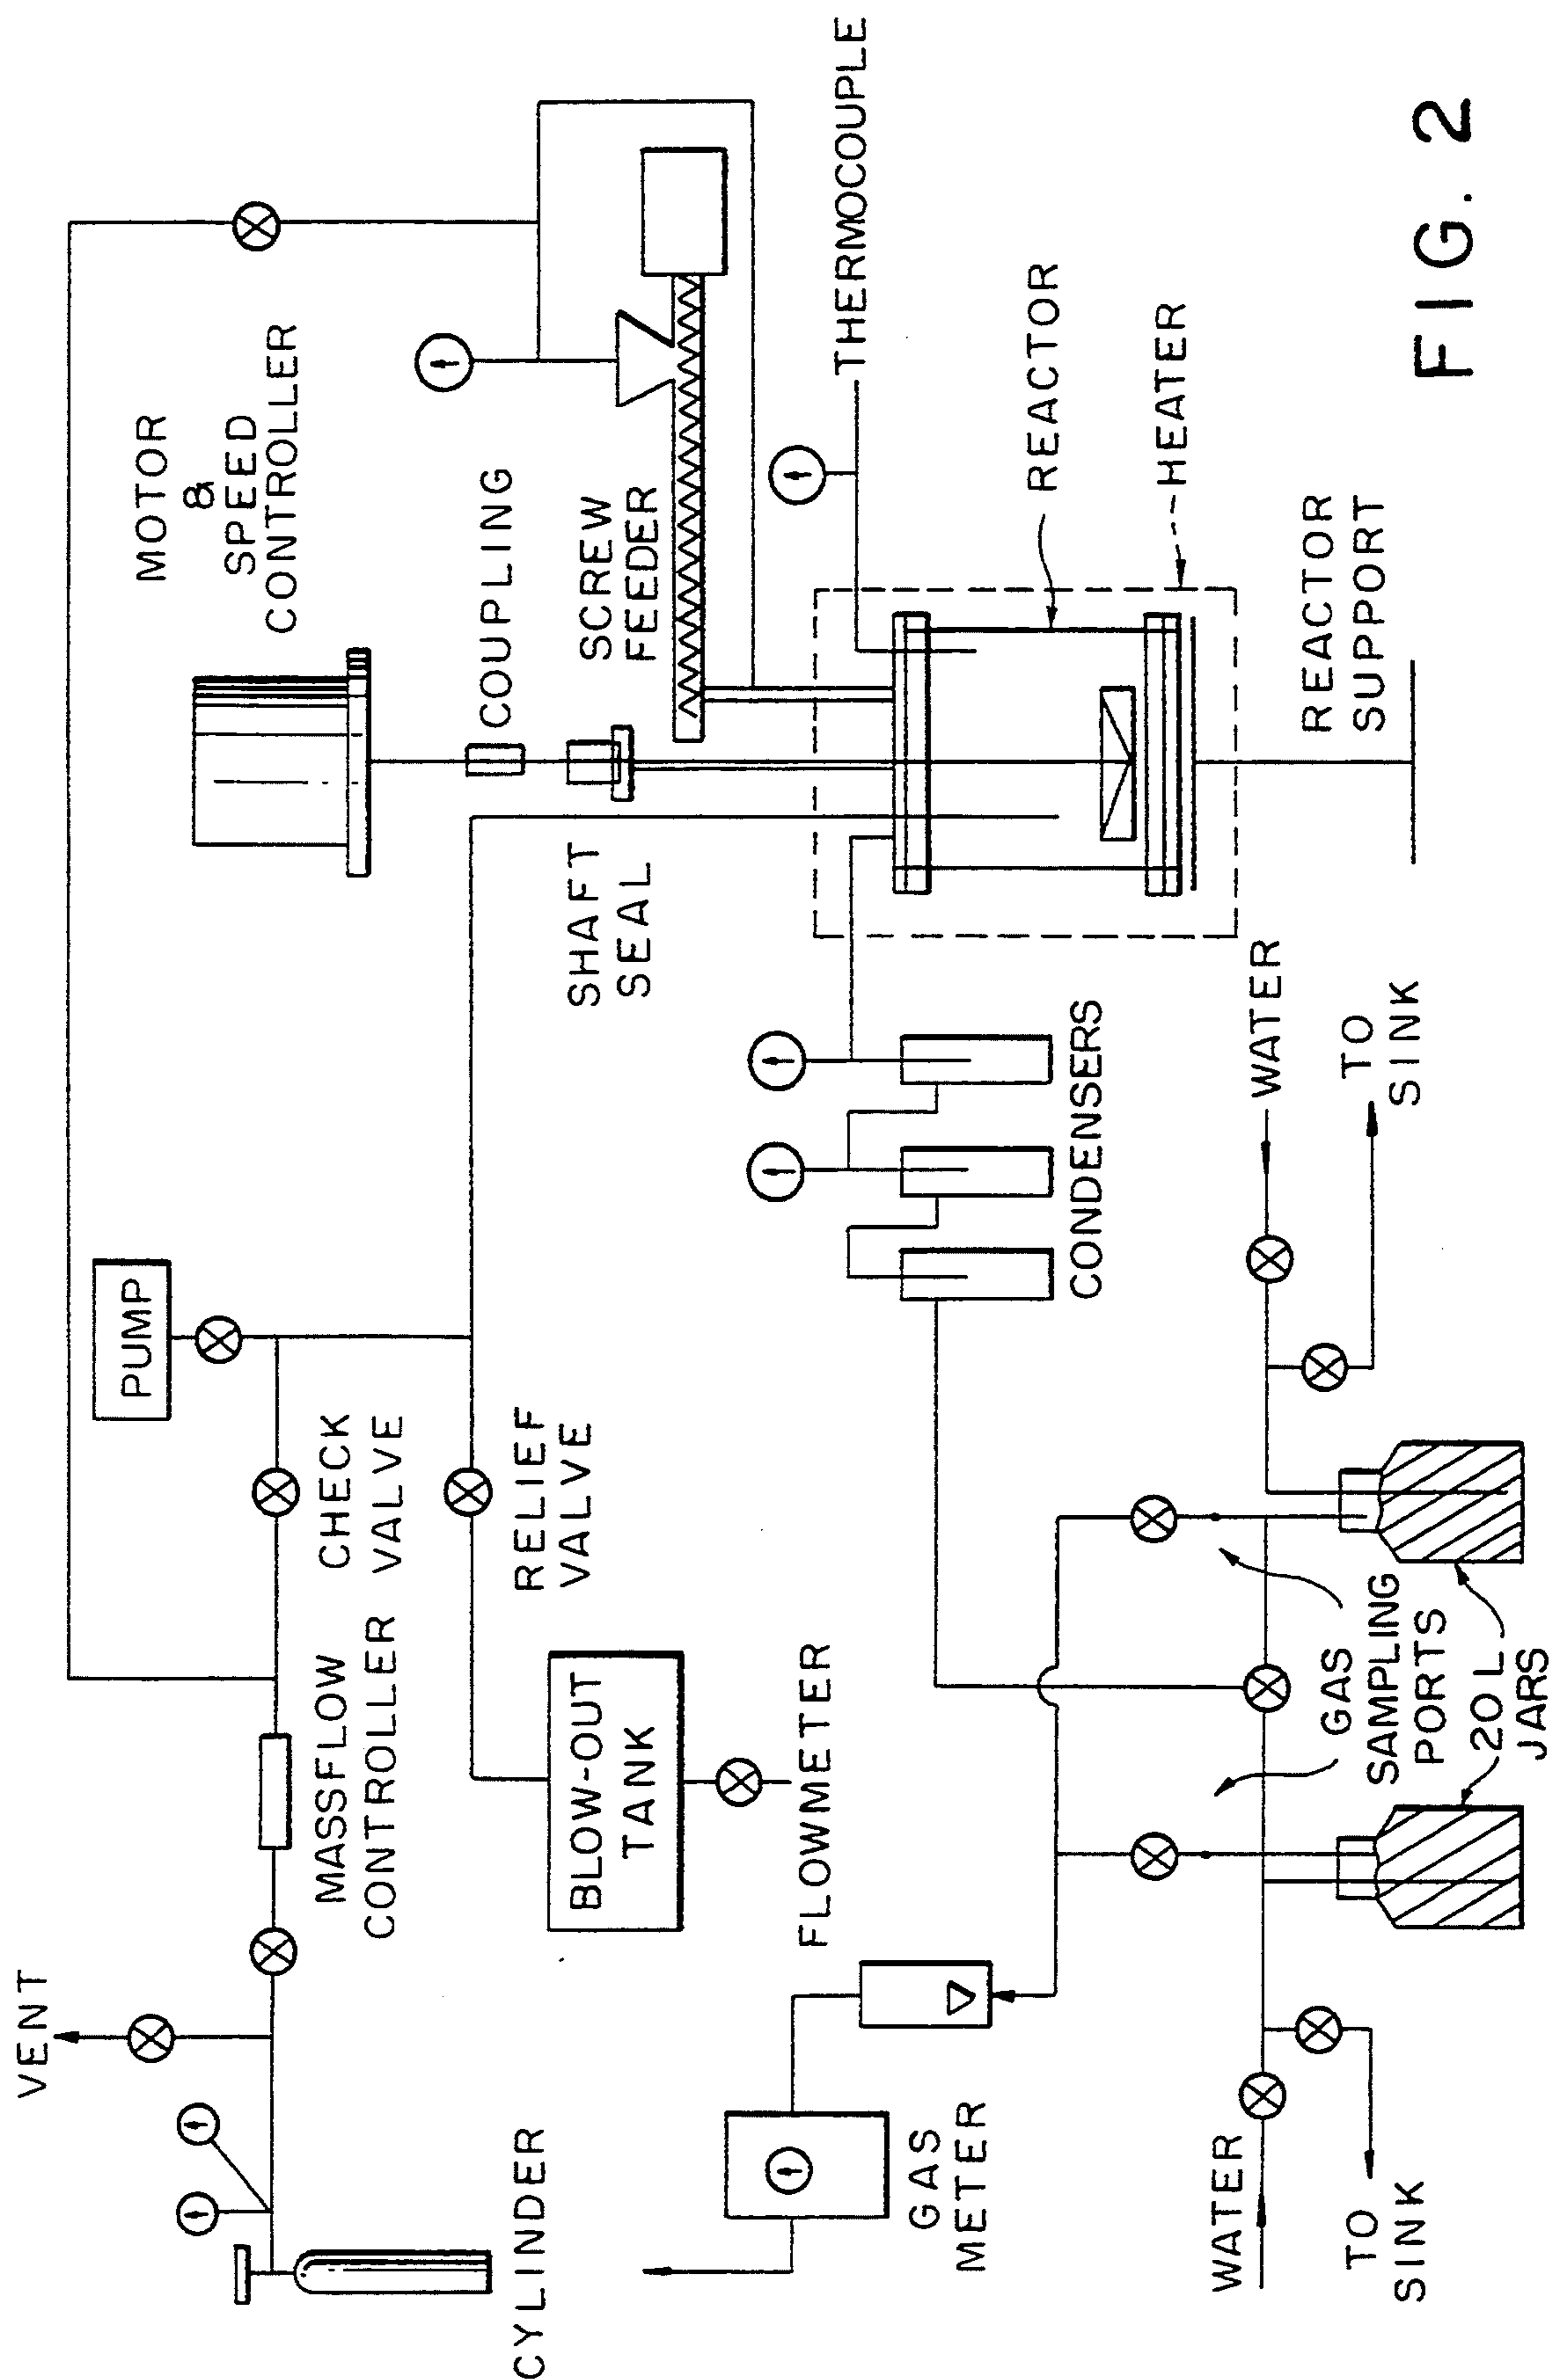 VENT
PUMP
MOTOR
&
SPEED
CONTROLLER
CYLINDER
MASSFLOW
CONTROLLER
CHECK
VALVE
RELIEF
VALVE
COUPLING
SHAFT
SEAL
SCREW
FEEDER
BLOW-OUT
TANK
FLOWMETER
THERMOCOUPLE
GAS
METER
CONDENSERS
REACTOR
HEATER
WATER
TO
SINK
GAS
SAMPLING
PORTS
20 L
JARS
WATER
TO
SINK
REACTOR
SUPPORT
FIG. 2